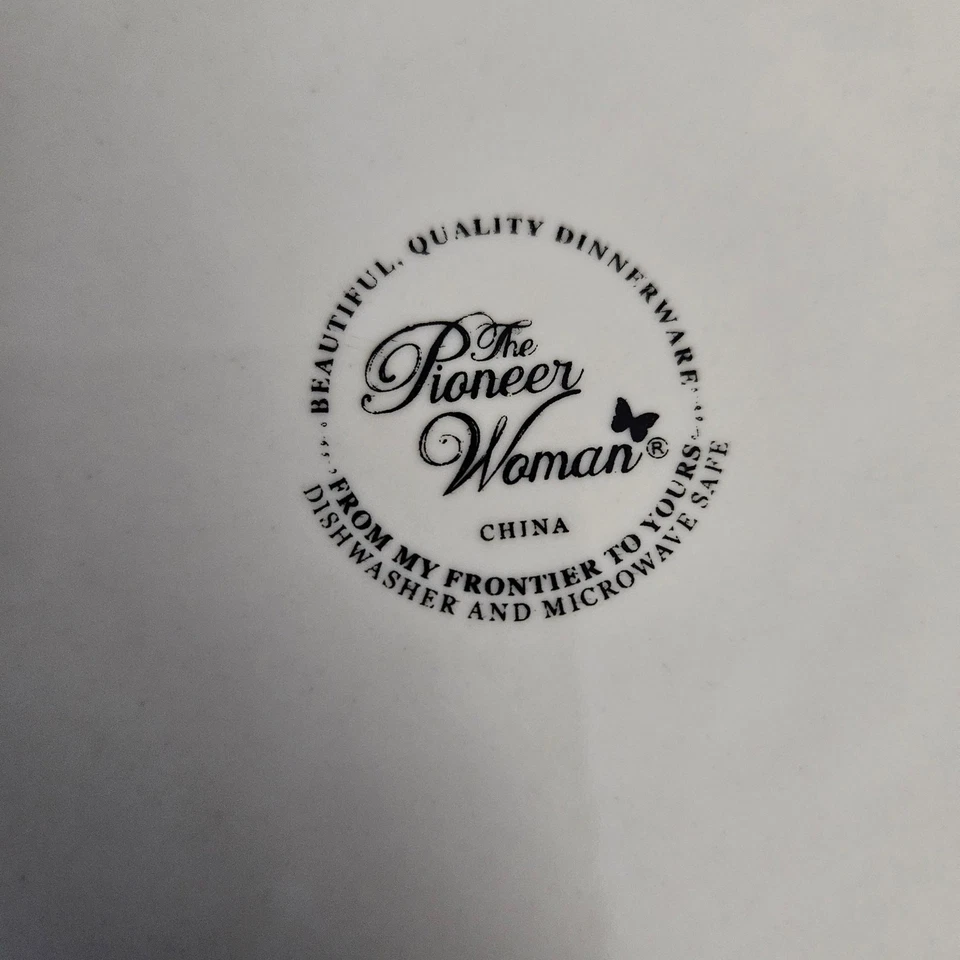 BEAUTIFUL, QUALITY DINNERWARE
The
Pioneer
Woman®
CHINA
FROM MY FRONTIER TO YOURS
DISHWASHER AND MICROWAVE SAFE